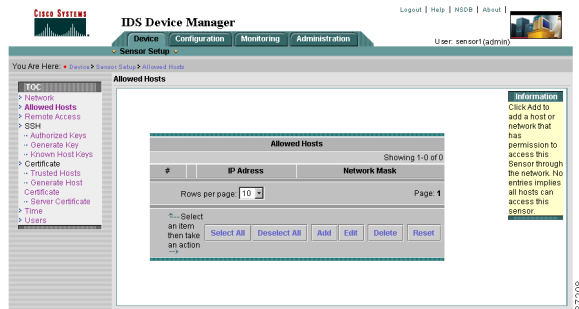 CISCO SYSTEMS
IDS Device Manager
Logout | Help | NSDB | About |
Device Configuration Monitoring Administration
User: sensor1(admin)
Sensor Setup
You Are Here: • Device > Sensor Setup > Allowed Hosts
TOC
> Network
> Allowed Hosts
> Remote Access
> SSH
Authorized Keys
Generate Key
Known Host Keys
> Certificate
Trusted Hosts
Generate Host
Certificate
Server Certificate
> Time
> Users
Allowed Hosts
Allowed Hosts
Showing 1-0 of 0
# IP Adress Network Mask
Rows per page: 10 Page: 1
Select
an item
then take
an action
Select All Deselect All Add Edit Delete Reset
Information
Click Add to
add a host or
network that
has
permission to
access this
Sensor through
the network. No
entries implies
all hosts can
access this
sensor.